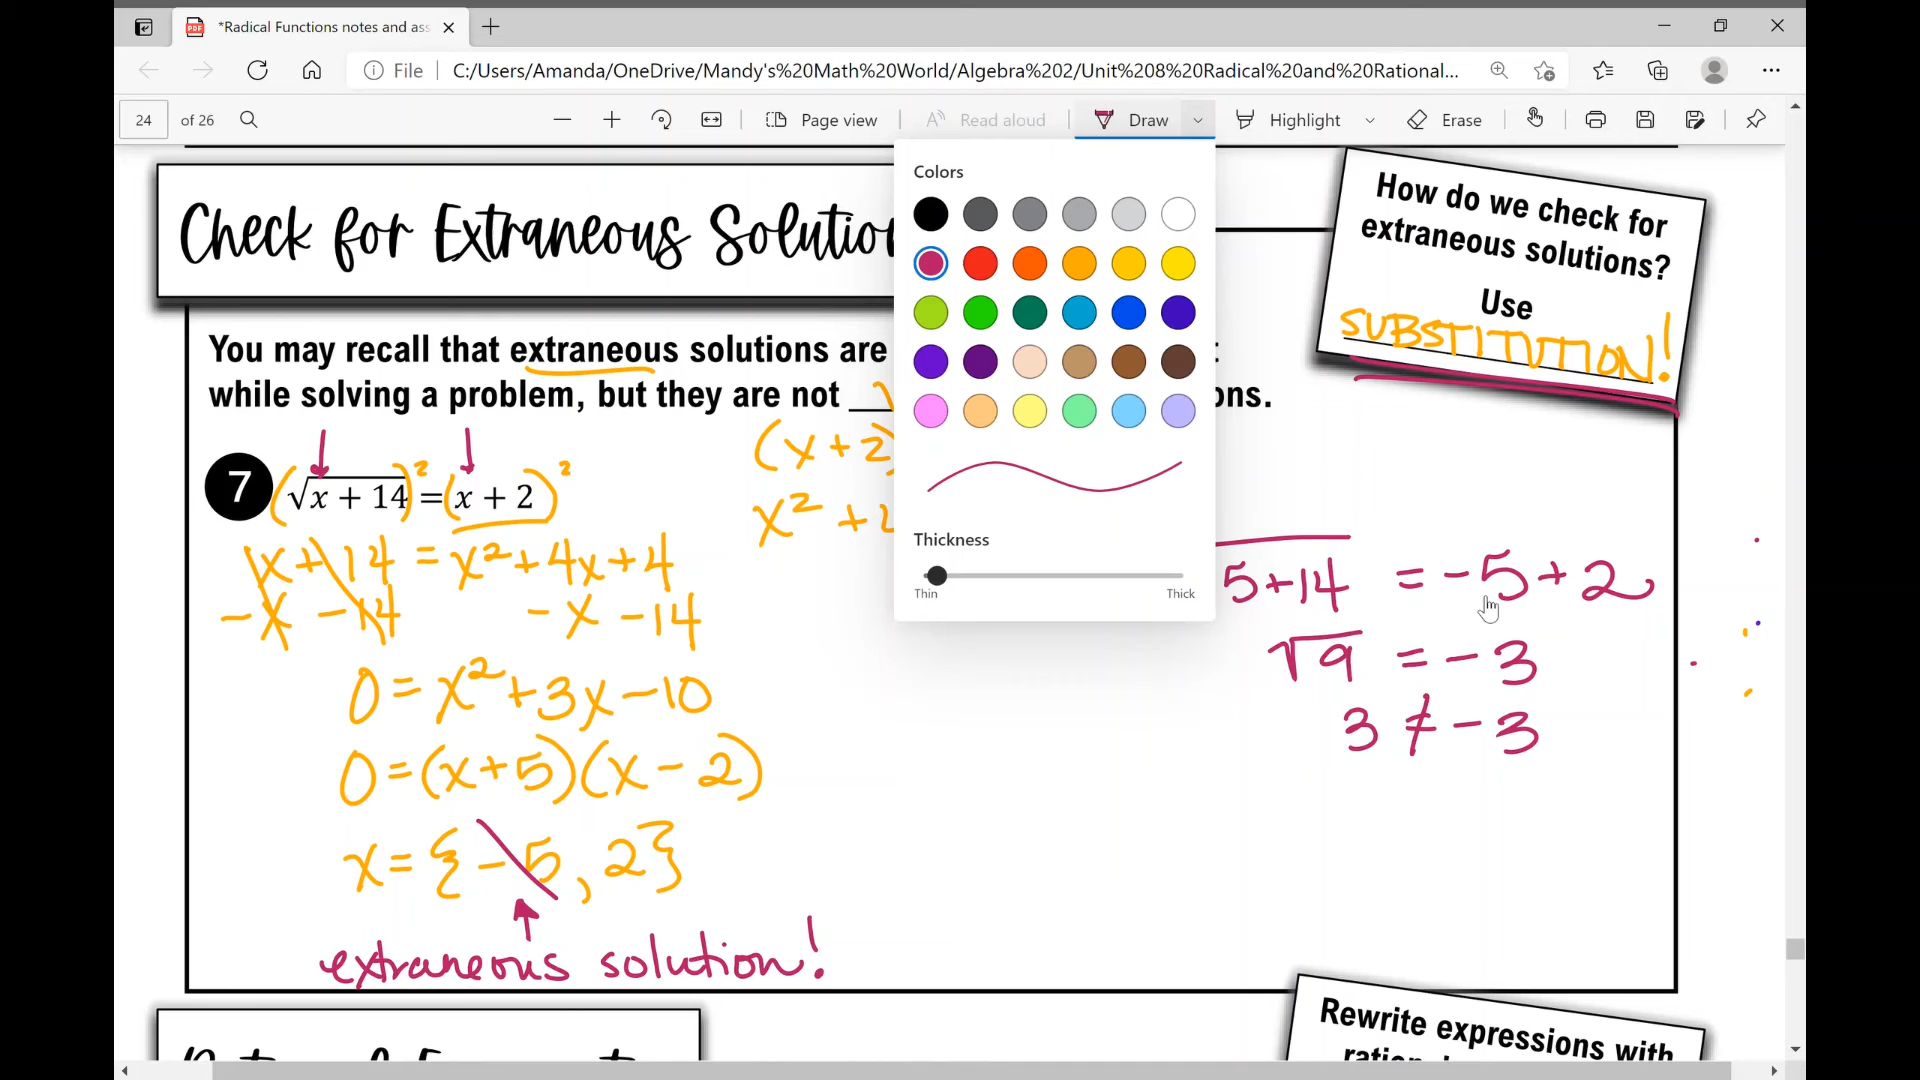 *Radical Functions notes and ass
File C:/Users/Amanda/OneDrive/Mandy's%20Math%20World/Algebra%202/Unit%208%20Radical%20and%20Rational...
24 of 26 Page view Read aloud Draw Highlight Erase
Colors
Thickness
Thin Thick
Check for Extraneous Solution
How do we check for
extraneous solutions?
Use
SUBSTITUTION!
You may recall that extraneous solutions are
while solving a problem, but they are not ons.
7 (√x + 14)² = (x + 2)²
(x+2)
x² +
x+14 = x²+4x+4
-x -14 -x -14
0=x²+3x-10
0=(x+5)(x-2)
x={-5,2}
extraneous solution!
5+14 = -5+2
√9 = -3
3 ≠ -3
Rewrite expressions with